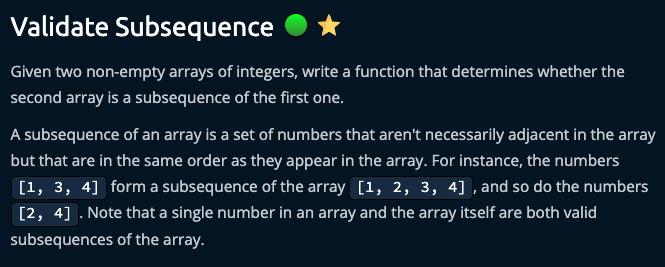 Validate Subsequence
Given two non-empty arrays of integers, write a function that determines whether the
second array is a subsequence of the first one.
A subsequence of an array is a set of numbers that aren't necessarily adjacent in the array
but that are in the same order as they appear in the array. For instance, the numbers
[1, 3, 4] form a subsequence of the array [1, 2, 3, 4] , and so do the numbers
[2, 4] . Note that a single number in an array and the array itself are both valid
subsequences of the array.